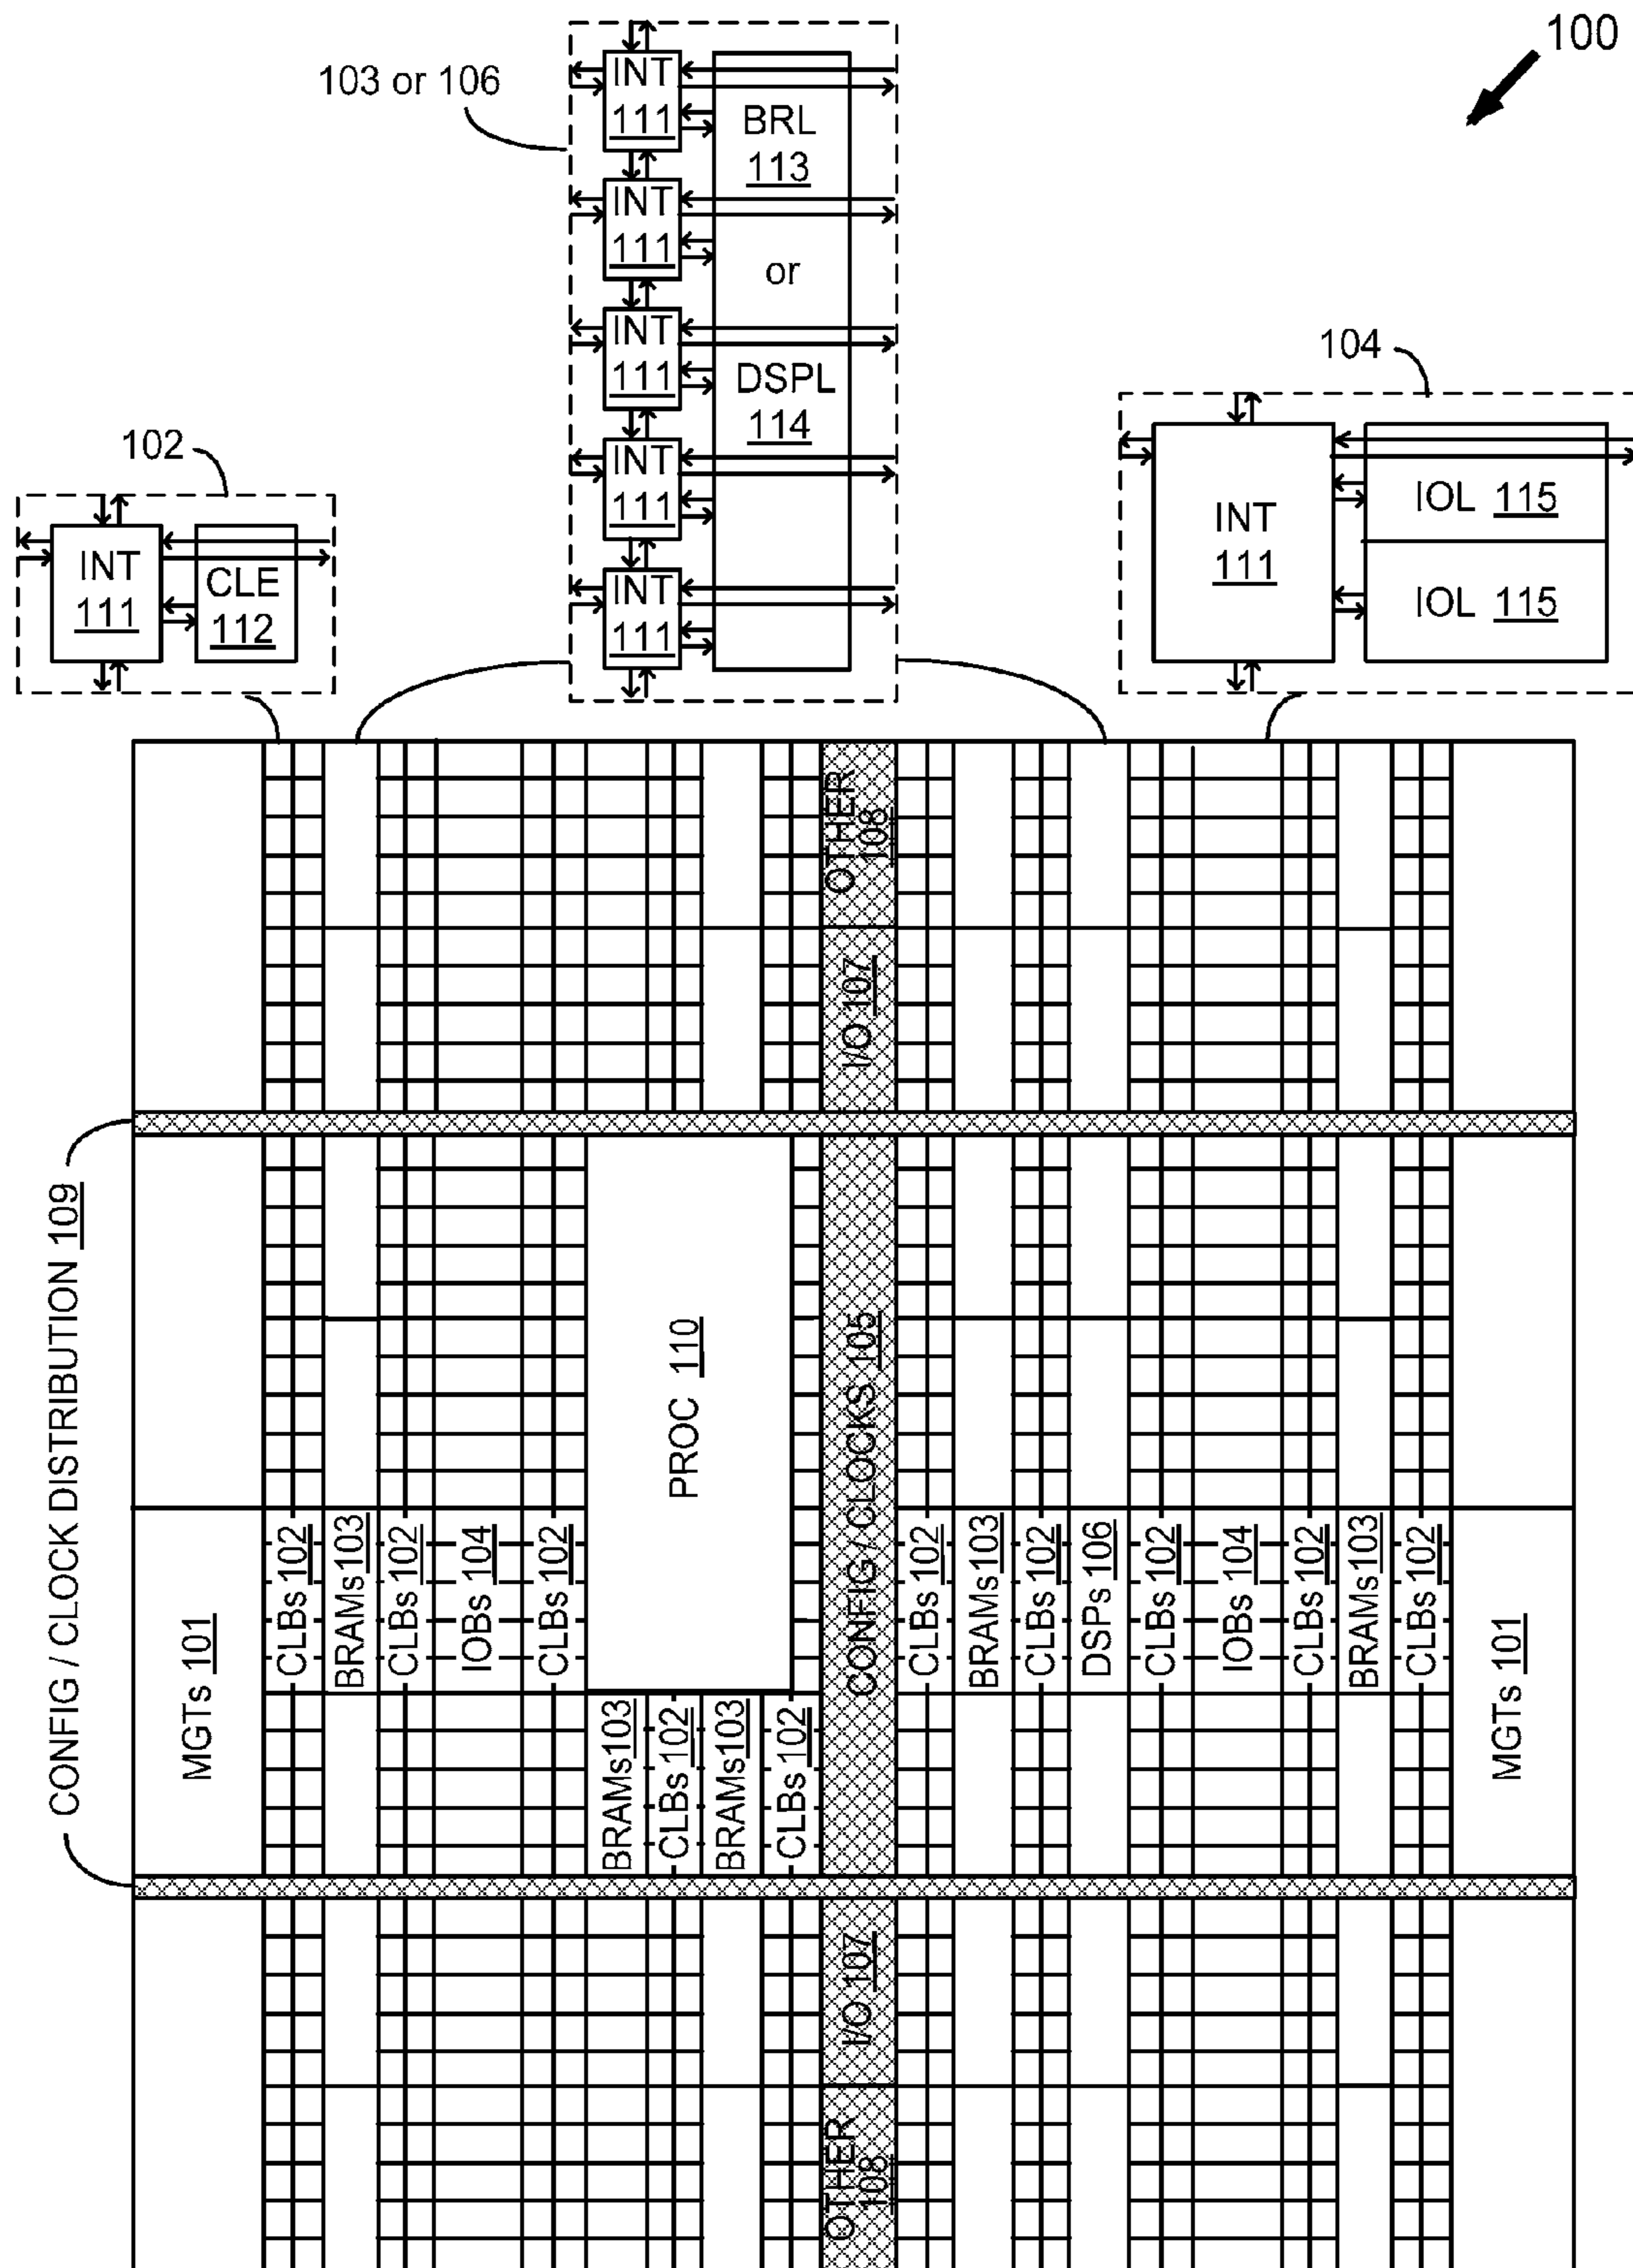 100
103 or 106
INT
111
INT
111
INT
111
INT
111
INT
111
BRL
113
or
DSPL
114
104
INT
111
IOL 115
IOL 115
102
INT
111
CLE
112
OTHER
108
I/O 107
CONFIG / CLOCK DISTRIBUTION 109
PROC 110
CONFIG / CLOCKS 105
MGTs 101
CLBs 102
BRAMs 103
CLBs 102
IOBs 104
CLBs 102
BRAMs 103
CLBs 102
BRAMs 103
CLBs 102
CLBs 102
BRAMs 103
CLBs 102
DSPs 106
CLBs 102
IOBs 104
CLBs 102
BRAMs 103
CLBs 102
MGTs 101
I/O 107
OTHER
108